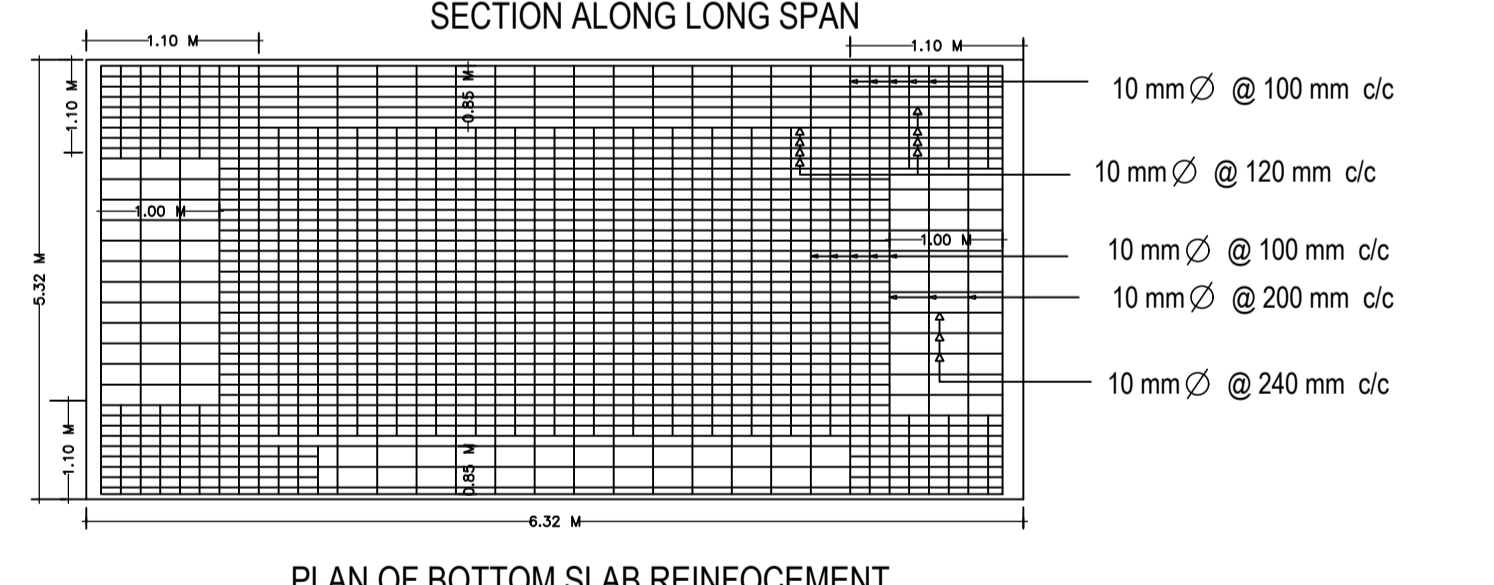 SECTION ALONG LONG SPAN
1.10 M
1.10 M
1.10 M
0.85 M
10 mm Ø @ 100 mm c/c
10 mm Ø @ 120 mm c/c
1.00 M
1.00 M
10 mm Ø @ 100 mm c/c
5.32 M
10 mm Ø @ 200 mm c/c
10 mm Ø @ 240 mm c/c
1.10 M
0.85 M
6.32 M
PLAN OF BOTTOM SLAB REINFOCEMENT